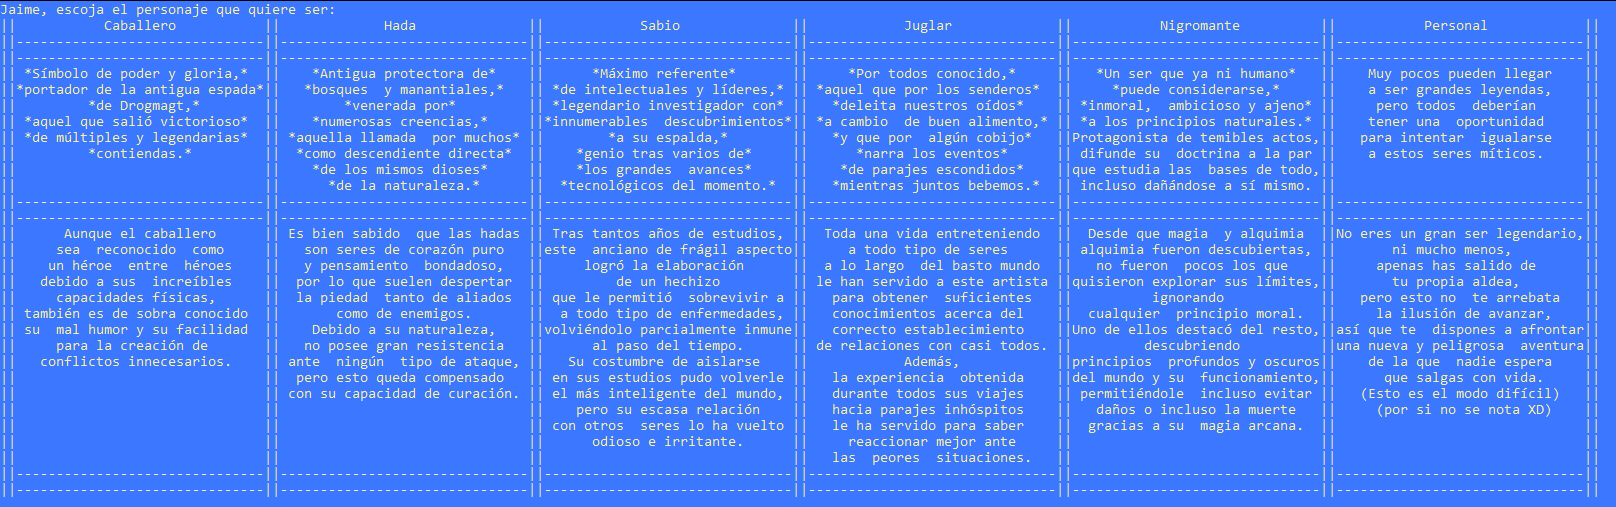 Jaime, escoja el personaje que quiere ser:
Caballero
*Símbolo de poder y gloria,*
*portador de la antigua espada*
*de Drogmagt,*
*aquel que salió victorioso*
*de múltiples y legendarias*
*contiendas.*
Aunque el caballero
sea reconocido como
un héroe entre héroes
debido a sus increíbles
capacidades físicas,
también es de sobra conocido
su mal humor y su facilidad
para la creación de
conflictos innecesarios.
Hada
*Antigua protectora de*
*bosques y manantiales,*
*venerada por*
*numerosas creencias,*
*aquella llamada por muchos*
*como descendiente directa*
*de los mismos dioses*
*de la naturaleza.*
Es bien sabido que las hadas
son seres de corazón puro
y pensamiento bondadoso,
por lo que suelen despertar
la piedad tanto de aliados
como de enemigos.
Debido a su naturaleza,
no posee gran resistencia
ante ningún tipo de ataque,
pero esto queda compensado
con su capacidad de curación.
Sabio
*Máximo referente*
*de intelectuales y líderes,*
*legendario investigador con*
*innumerables descubrimientos*
*a su espalda,*
*genio tras varios de*
*los grandes avances*
*tecnológicos del momento.*
Tras tantos años de estudios,
este anciano de frágil aspecto
logró la elaboración
de un hechizo
que le permitió sobrevivir a
a todo tipo de enfermedades,
volviéndolo parcialmente inmune
al paso del tiempo.
Su costumbre de aislarse
en sus estudios pudo volverle
el más inteligente del mundo,
pero su escasa relación
con otros seres lo ha vuelto
odioso e irritante.
Juglar
*Por todos conocido,*
*aquel que por los senderos*
*deleita nuestros oídos*
*a cambio de buen alimento,*
*y que por algún cobijo*
*narra los eventos*
*de parajes escondidos*
*mientras juntos bebemos.*
Toda una vida entreteniendo
a todo tipo de seres
a lo largo del basto mundo
le han servido a este artista
para obtener suficientes
conocimientos acerca del
correcto establecimiento
de relaciones con casi todos.
Además,
la experiencia obtenida
durante todos sus viajes
hacia parajes inhóspitos
le ha servido para saber
reaccionar mejor ante
las peores situaciones.
Nigromante
*Un ser que ya ni humano*
*puede considerarse,*
*inmoral, ambicioso y ajeno*
*a los principios naturales.*
Protagonista de temibles actos,
difunde su doctrina a la par
que estudia las bases de todo,
incluso dañándose a sí mismo.
Desde que magia y alquimia
alquimia fueron descubiertas,
no fueron pocos los que
quisieron explorar sus límites,
ignorando
cualquier principio moral.
Uno de ellos destacó del resto,
descubriendo
principios profundos y oscuros
del mundo y su funcionamiento,
permitiéndole incluso evitar
daños o incluso la muerte
gracias a su magia arcana.
Personal
Muy pocos pueden llegar
a ser grandes leyendas,
pero todos deberían
tener una oportunidad
para intentar igualarse
a estos seres míticos.
No eres un gran ser legendario,
ni mucho menos,
apenas has salido de
tu propia aldea,
pero esto no te arrebata
la ilusión de avanzar,
así que te dispones a afrontar
una nueva y peligrosa aventura
de la que nadie espera
que salgas con vida.
(Esto es el modo difícil)
(por si no se nota XD)